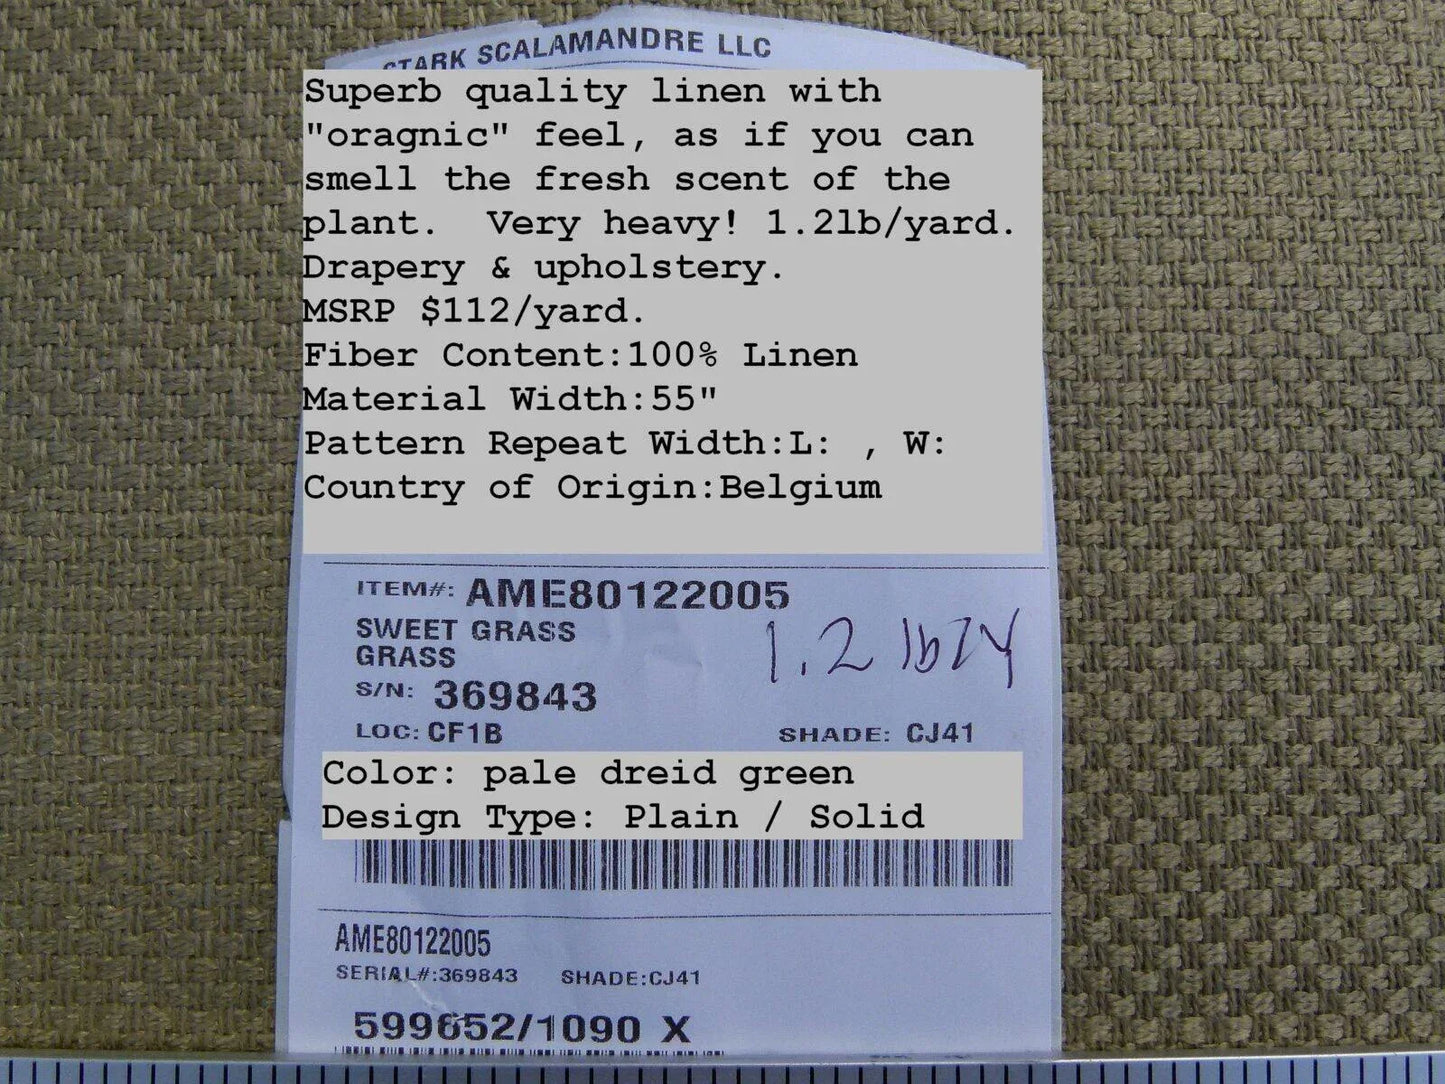 STARK SCALAMANDRE LLC
Superb quality linen with
"oragnic" feel, as if you can
smell the fresh scent of the
plant.  Very heavy! 1.2lb/yard.
Drapery & upholstery.
MSRP $112/yard.
Fiber Content:100% Linen
Material Width:55"
Pattern Repeat Width:L: , W:
Country of Origin:Belgium
ITEM#: AME80122005
SWEET GRASS
GRASS
1.2 lb
S/N: 369843
LOC: CF1B SHADE: CJ41
Color: pale dreid green
Design Type: Plain / Solid
AME80122005
SERIAL#:369843 SHADE:CJ41
599652/1090 X